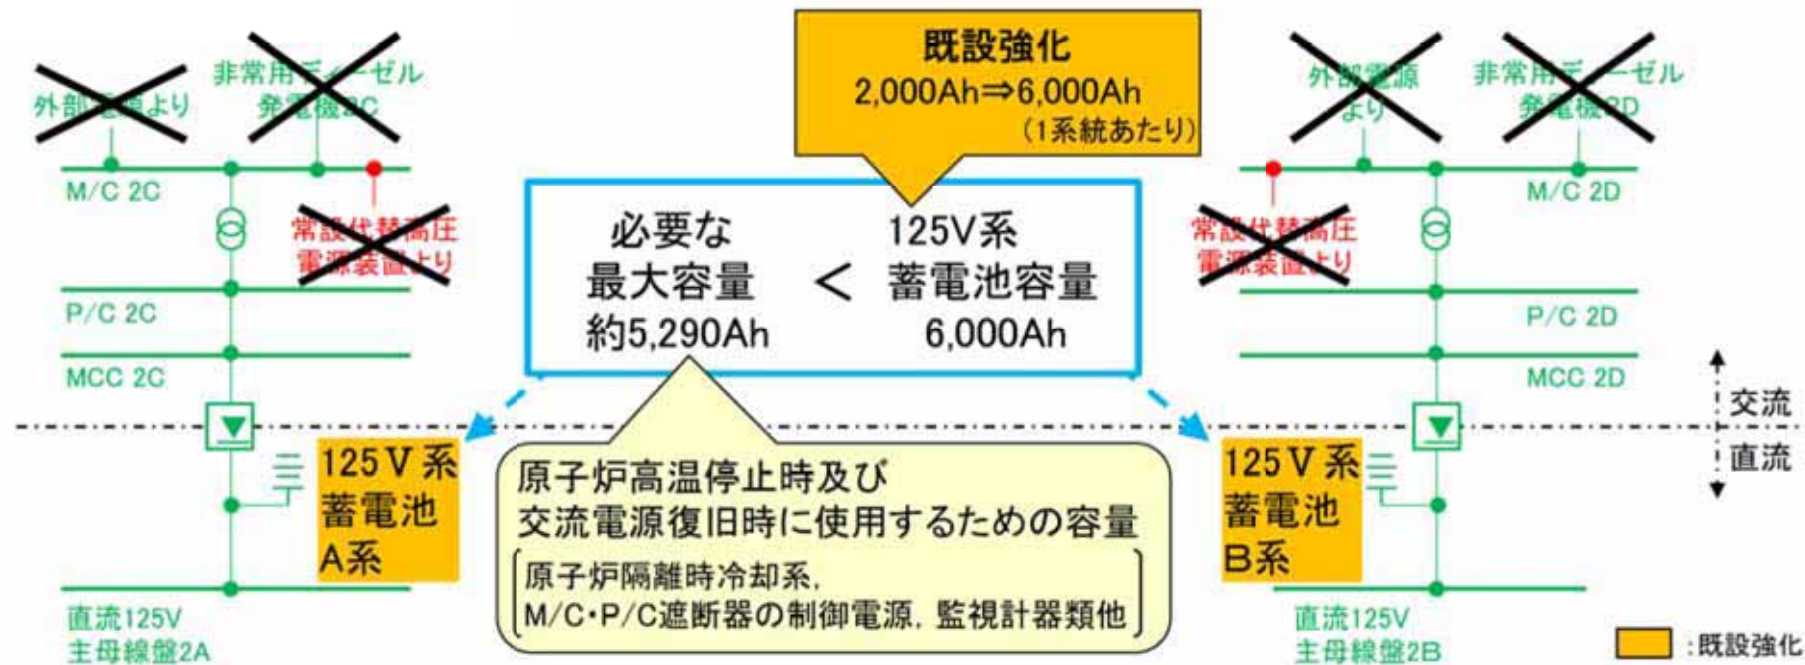 外部電源より
非常用ディーゼル
発電機2C
M/C 2C
常設代替高圧
電源装置より
P/C 2C
MCC 2C
125V系
蓄電池
A系
直流125V
主母線盤2A
既設強化
2,000Ah⇒6,000Ah
(1系統あたり)
必要な
最大容量
約5,290Ah
<
125V系
蓄電池容量
6,000Ah
原子炉高温停止時及び
交流電源復旧時に使用するための容量
原子炉隔離時冷却系,
M/C・P/C遮断器の制御電源, 監視計器類他
外部電源
より
非常用ディーゼル
発電機2D
M/C 2D
常設代替高圧
電源装置より
P/C 2D
MCC 2D
交流
直流
125V系
蓄電池
B系
直流125V
主母線盤2B
:既設強化